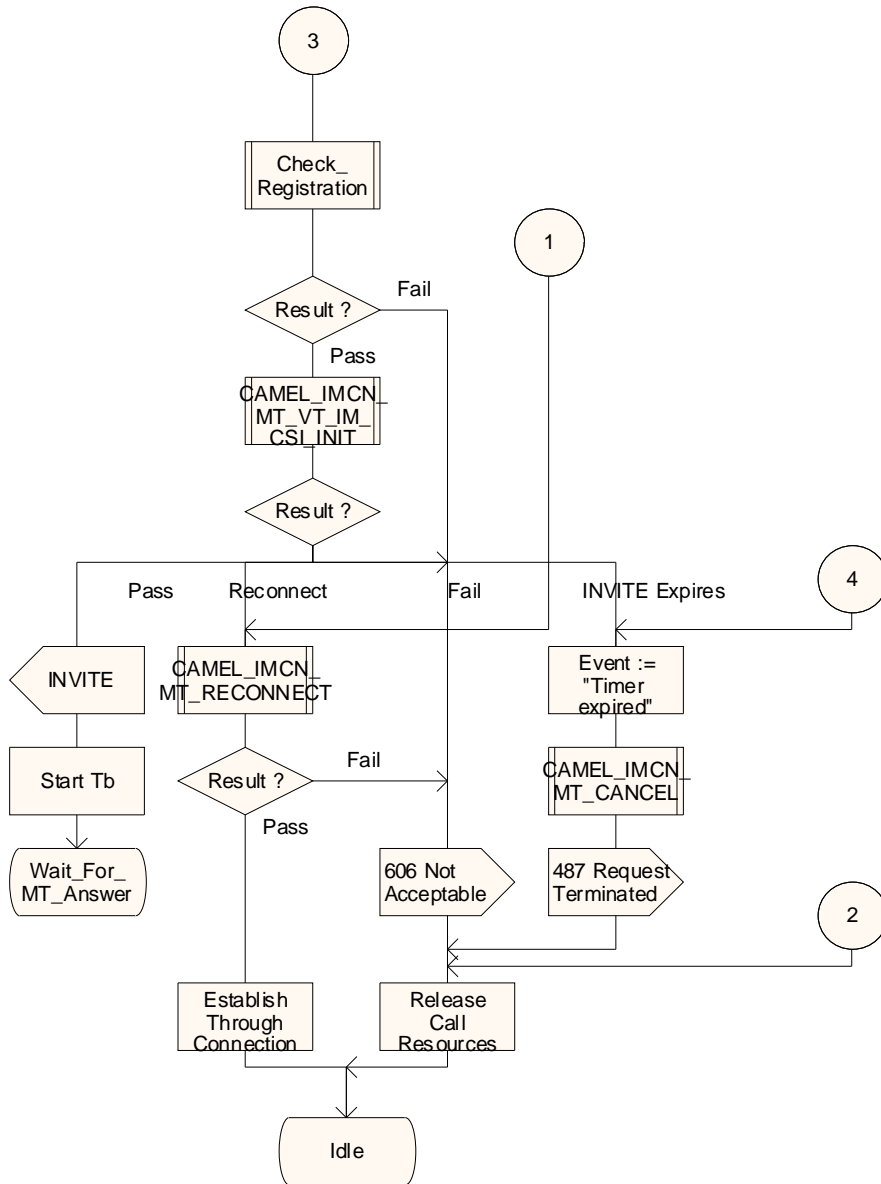 3
Check_
Registration
1
Result ?
Fail
Pass
CAMEL_IMCN_
MT_VT_IM_
CSI_INIT
Result ?
4
Pass
Reconnect
Fail
INVITE Expires
INVITE
CAMEL_IMCN_
MT_RECONNECT
Event :=
"Timer
expired"
Start Tb
Result ?
Fail
Pass
CAMEL_IMCN_
MT_CANCEL
Wait_For_
MT_Answer
606 Not
Acceptable
487 Request
Terminated
2
Establish
Through
Connection
Release
Call
Resources
Idle